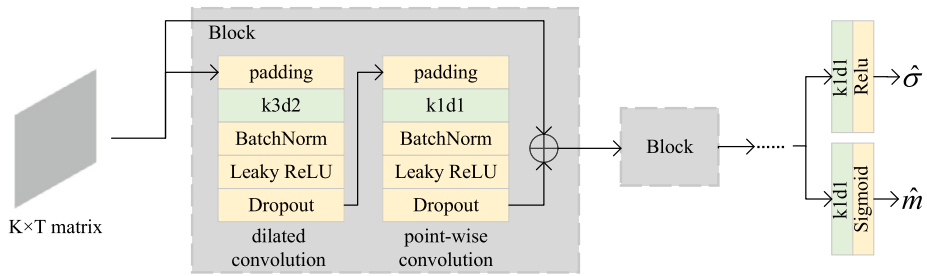 K×T matrix
Block
padding
k3d2
BatchNorm
Leaky ReLU
Dropout
dilated
convolution
padding
k1d1
BatchNorm
Leaky ReLU
Dropout
point-wise
convolution
Block
......
k1d1
Relu
σ̂
k1d1
Sigmoid
m̂